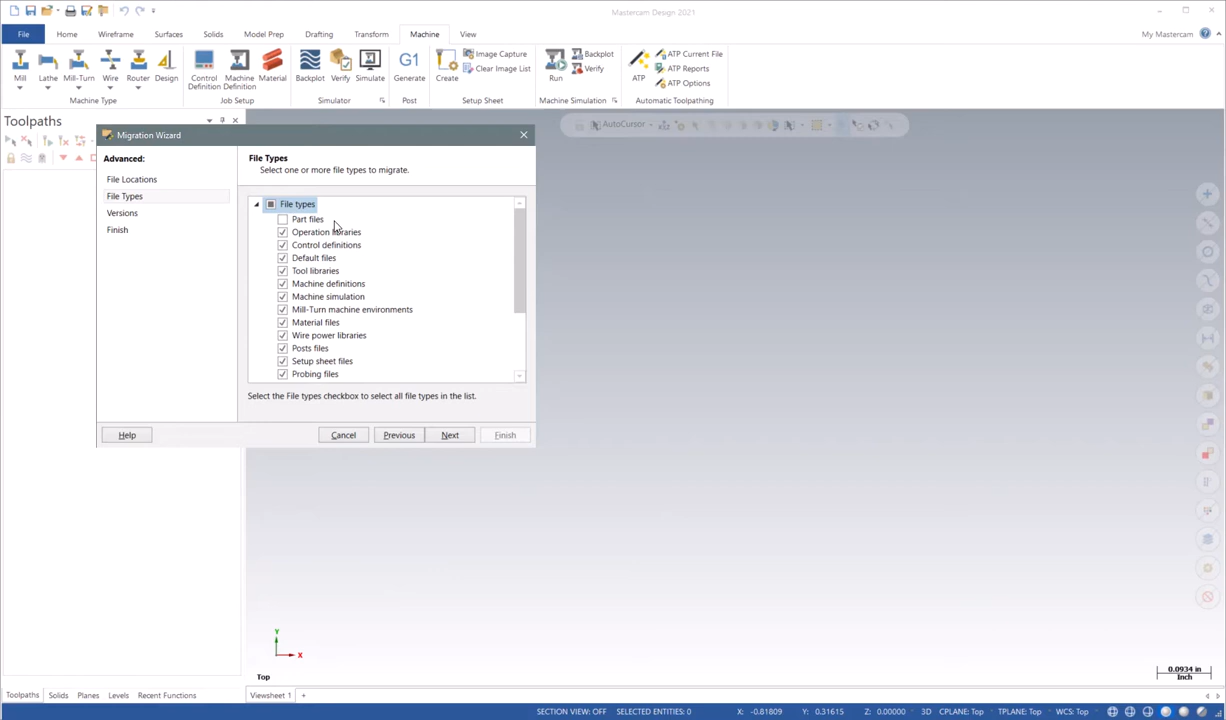 Mastercam Design 2021
File Home Wireframe Surfaces Solids Model Prep Drafting Transform Machine View My Mastercam
Mill Lathe Mill-Turn Wire Router Design
Control Definition Machine Definition Material
Backplot Verify Simulate
G1 Generate
Create Image Capture
Clear Image List
Run Backplot
Verify
ATP ATP Current File
ATP Reports
ATP Options
Machine Type Job Setup Simulator Post Setup Sheet Machine Simulation Automatic Toolpathing
Toolpaths
AutoCursor
Migration Wizard
Advanced:
File Locations
File Types
Versions
Finish
File Types
Select one or more file types to migrate.
File types
Part files
Operation libraries
Control definitions
Default files
Tool libraries
Machine definitions
Machine simulation
Mill-Turn machine environments
Material files
Wire power libraries
Posts files
Setup sheet files
Probing files
Select the File types checkbox to select all file types in the list.
Help Cancel Previous Next Finish
Y
X
Top
0.0934 in
Inch
Toolpaths Solids Planes Levels Recent Functions Viewsheet 1 +
SECTION VIEW: OFF SELECTED ENTITIES: 0 X: -0.81809 Y: 0.31615 Z: 0.00000 3D CPLANE: Top TPLANE: Top WCS: Top